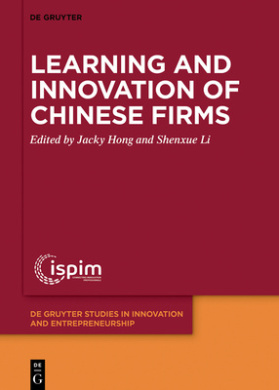 DE GRUYTER
LEARNING AND
INNOVATION OF
CHINESE FIRMS
Edited by Jacky Hong and Shenxue Li
ispim
DE GRUYTER STUDIES IN INNOVATION
AND ENTREPRENEURSHIP
DE
G